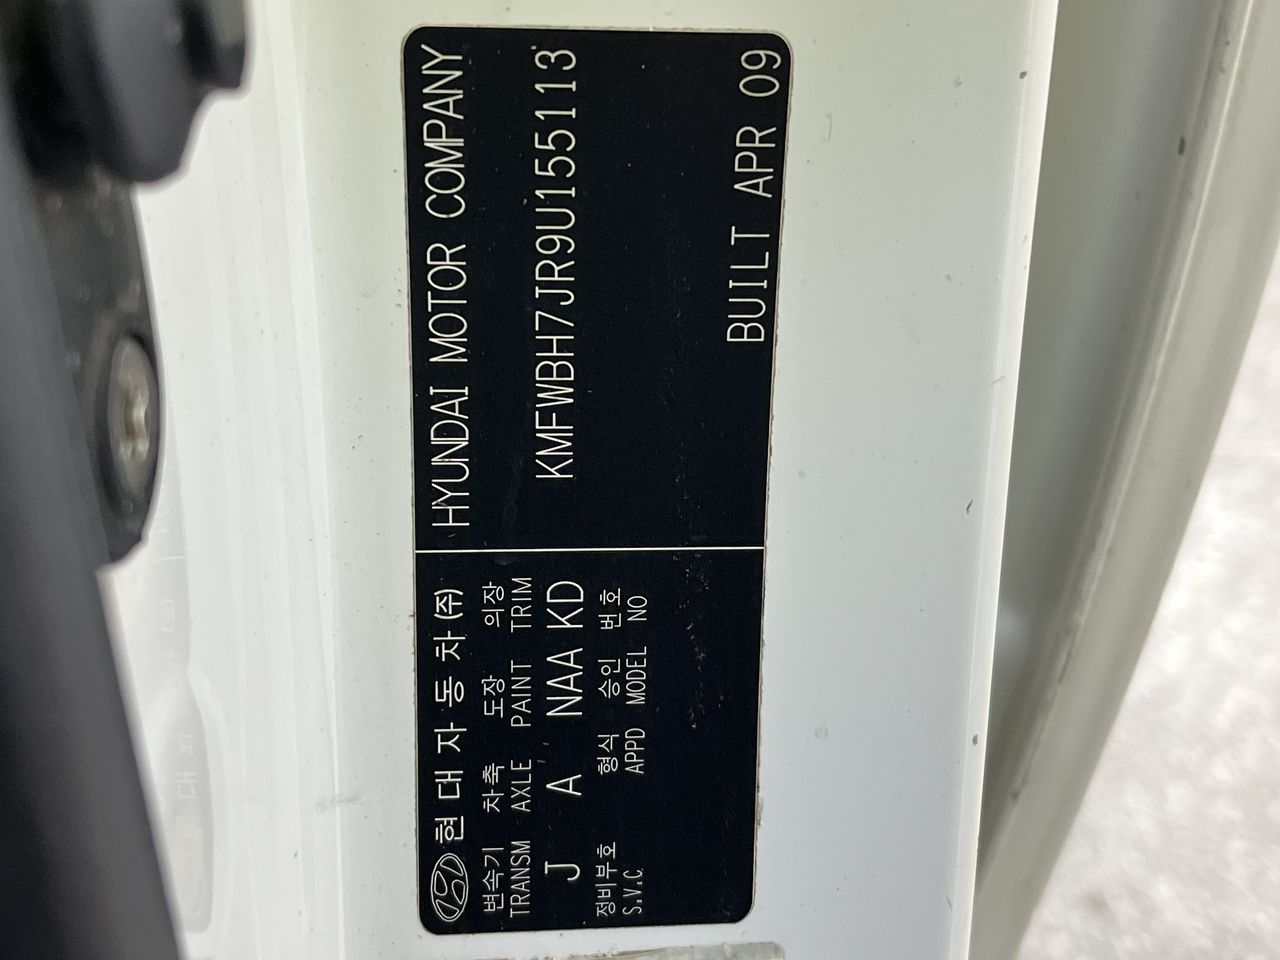 현대자동차(주)
변속기 차축 도장 의장
TRANSM AXLE PAINT TRIM
J A NAA KD
정비부호 형식 승인 번호
S.V.C APPD MODEL NO
HYUNDAI MOTOR COMPANY
KMFWBH7JR9U155113
BUILT APR 09